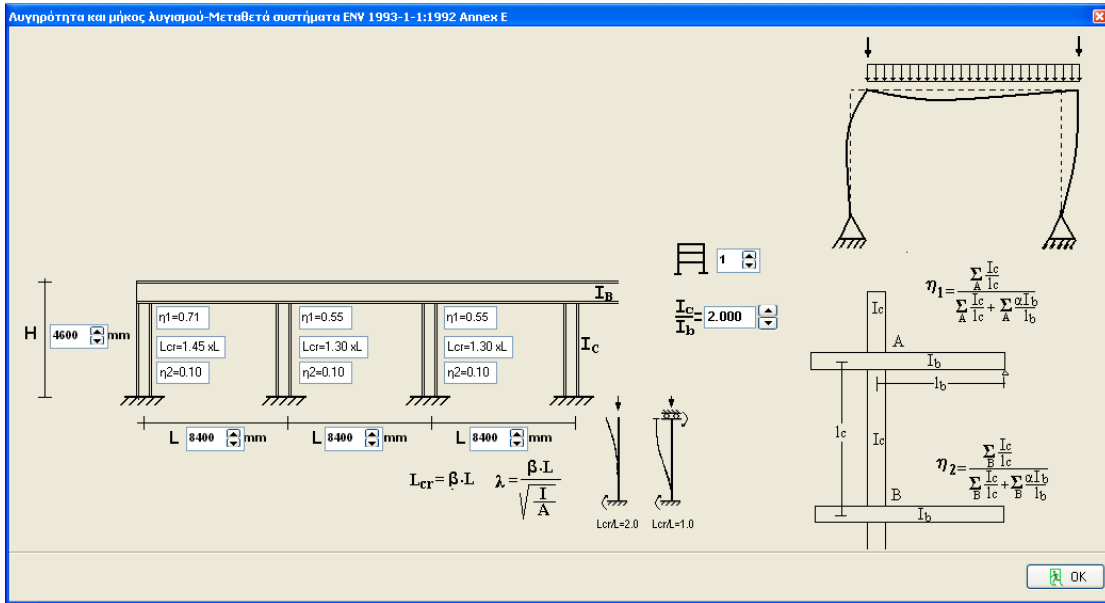 Λυγηρότητα και μήκος λυγισμού-Μεταθετά συστήματα ENV 1993-1-1:1992 Annex E
1
Ic/Ib= 2.000
IB
H 4600 mm
η1=0.71
η1=0.55
η1=0.55
Lcr=1.45 xL
Lcr=1.30 xL
Lcr=1.30 xL
IC
η2=0.10
η2=0.10
η2=0.10
L 8400 mm
L 8400 mm
L 8400 mm
Lcr=β·L
λ=β·L/√(I/A)
Lcr/L=2.0
Lcr/L=1.0
η1=Σ A Ic/lc / Σ A Ic/lc + Σ A αIb/lb
Ic
A
Ib
lb
lc
Ic
η2=Σ B Ic/lc / Σ B Ic/lc + Σ B αIb/lb
B
Ib
OK